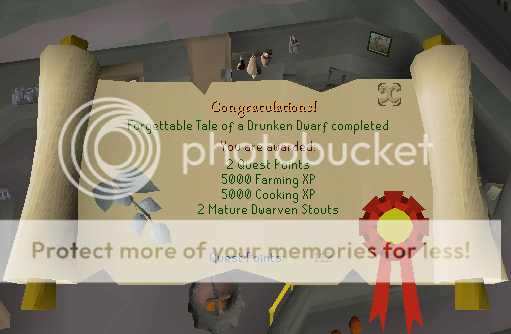 Congratulations!
Forgettable Tale of a Drunken Dwarf completed
You are awarded:
2 Quest Points
5000 Farming XP
5000 Cooking XP
2 Mature Dwarven Stouts
photobucket
Protect more of your memories for less!
Quest Points: 112